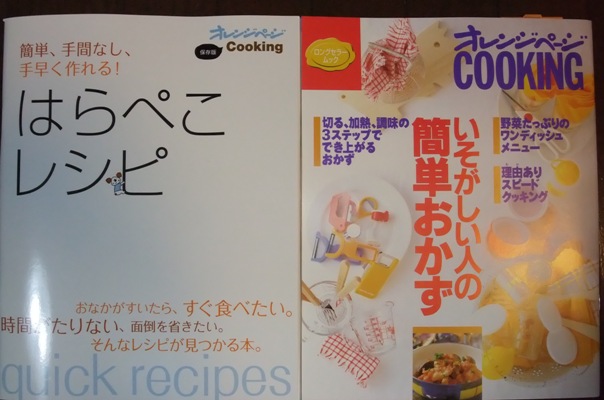 簡単、手間なし、
手早く作れる!
オレンジページ
保存版
Cooking
はらぺこ
レシピ
おなかがすいたら、すぐ食べたい。
時間がたりない、面倒を省きたい。
そんなレシピが見つかる本。
quick recipes
ロングセラー
ムック
オレンジページ
COOKING
切る、加熱、調味の
3ステップで
でき上がる
おかず
いそがしい人の
簡単おかず
野菜たっぷりの
ワンディッシュ
メニュー
理由あり
スピード
クッキング